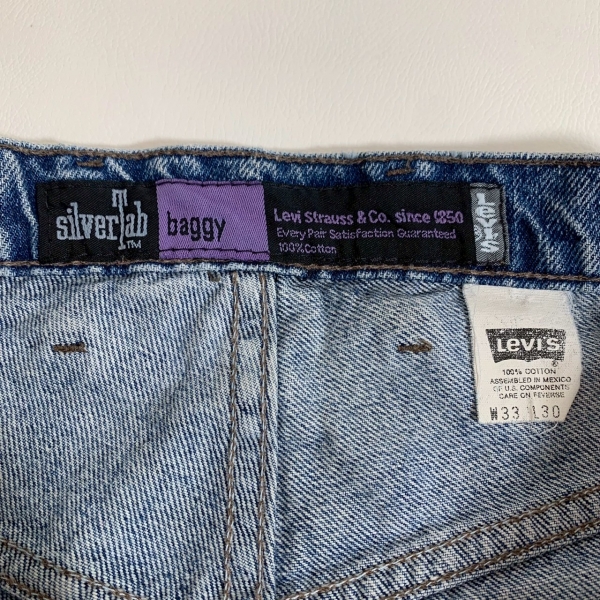 silverTab
TM
baggy
Levi Strauss & Co. since 1850
Every Pair Satisfaction Guaranteed
100% Cotton
Levi's
LEVI'S
®
100% COTTON
ASSEMBLED IN MEXICO
OF U.S. COMPONENTS
CARE ON REVERSE
W33 L30